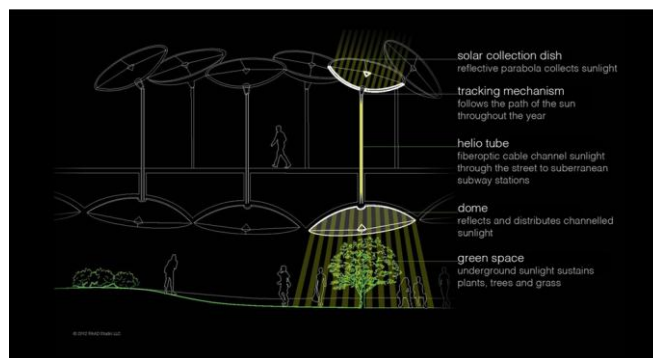 solar collection dish
reflective parabola collects sunlight
tracking mechanism
follows the path of the sun
throughout the year
helio tube
fiberoptic cable channel sunlight
through the street to suberranean
subway stations
dome
reflects and distributes channelled
sunlight
green space
underground sunlight sustains
plants, trees and grass